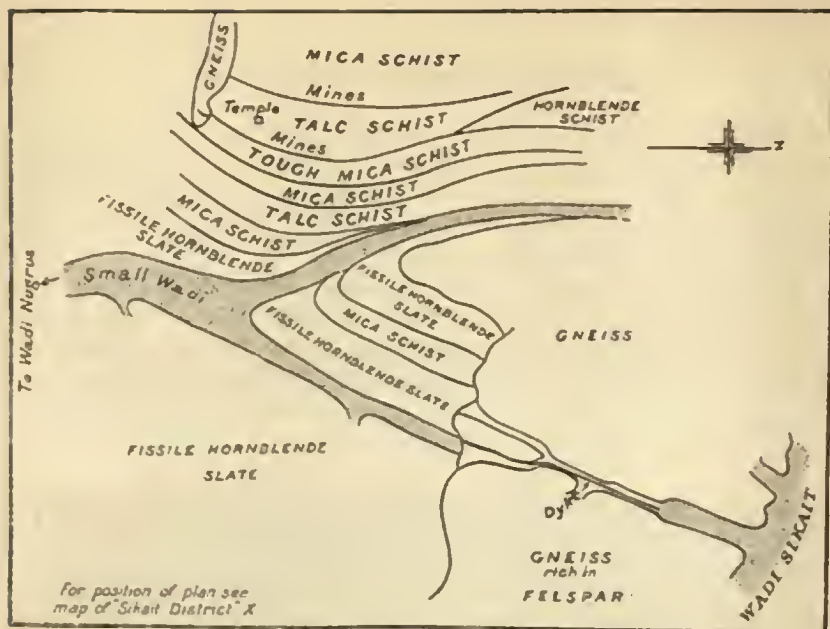 MICA SCHIST
GNEISS
Mines
Temple
TALC SCHIST
HORNBLENDE
SCHIST
Mines
TOUGH MICA SCHIST
MICA SCHIST
TALC SCHIST
MICA SCHIST
FISSILE HORNBLENDE
SLATE
Small Wadi
To Wadi Nugrus
FISSILE HORNBLENDE
SLATE
MICA SCHIST
FISSILE HORNBLENDE SLATE
GNEISS
FISSILE HORNBLENDE
SLATE
Dyke
GNEISS
rich in
FELSPAR
WADI SIKAIT
For position of plan see
map of "Sikait District" X
N